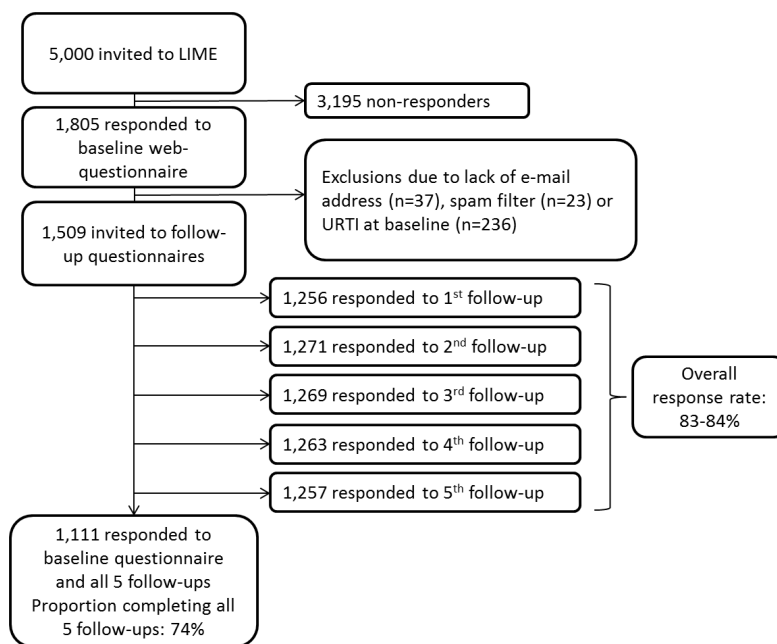 5,000 invited to LIME
3,195 non-responders
1,805 responded to
baseline web-
questionnaire
Exclusions due to lack of e-mail
address (n=37), spam filter (n=23) or
URTI at baseline (n=236)
1,509 invited to follow-
up questionnaires
1,256 responded to 1st follow-up
1,271 responded to 2nd follow-up
1,269 responded to 3rd follow-up
1,263 responded to 4th follow-up
1,257 responded to 5th follow-up
Overall
response rate:
83-84%
1,111 responded to
baseline questionnaire
and all 5 follow-ups
Proportion completing all
5 follow-ups: 74%